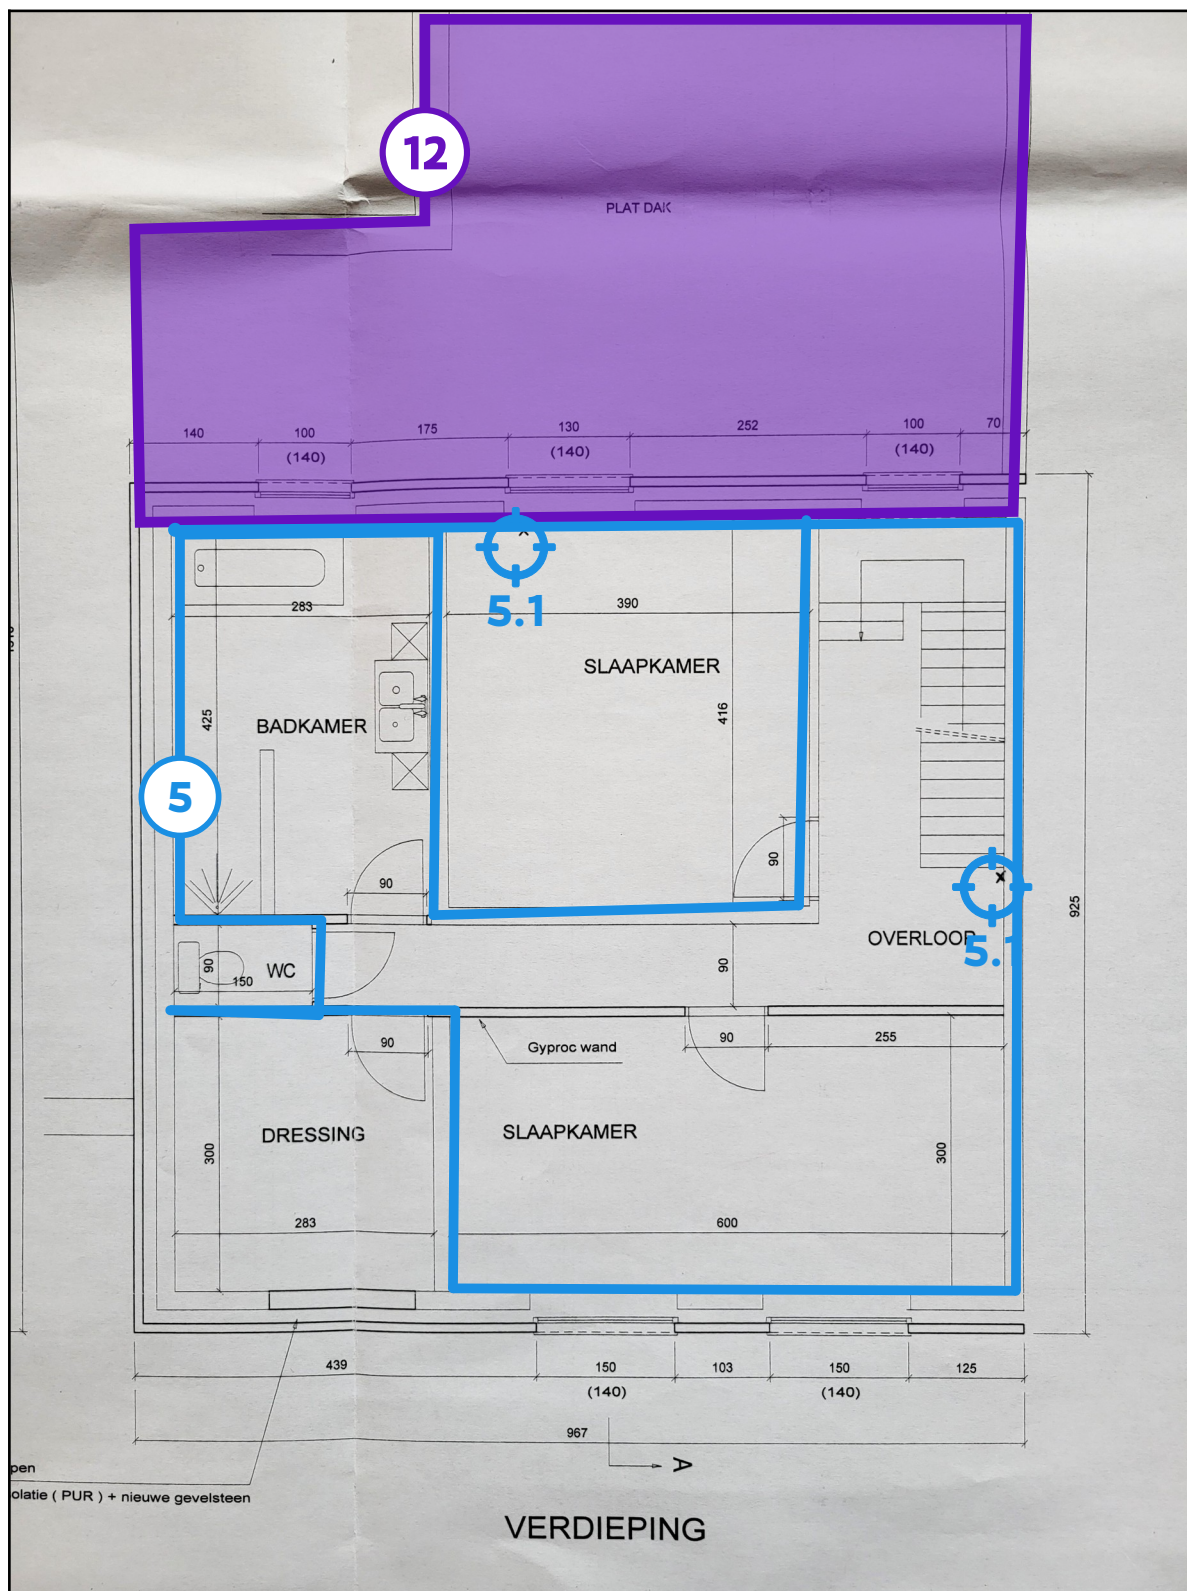 12
PLAT DAK
140 100 175 130 252 100 70
(140) (140) (140)
5.1
283 390
SLAAPKAMER
425 BADKAMER 416
5
90
90
925
OVERLOOP
5.1
90 WC 90
150
90 Gyproc wand 90 255
DRESSING SLAAPKAMER
300 300
283 600
439 150 103 150 125
(140) (140)
967
A
pen
olatie ( PUR ) + nieuwe gevelsteen
VERDIEPING